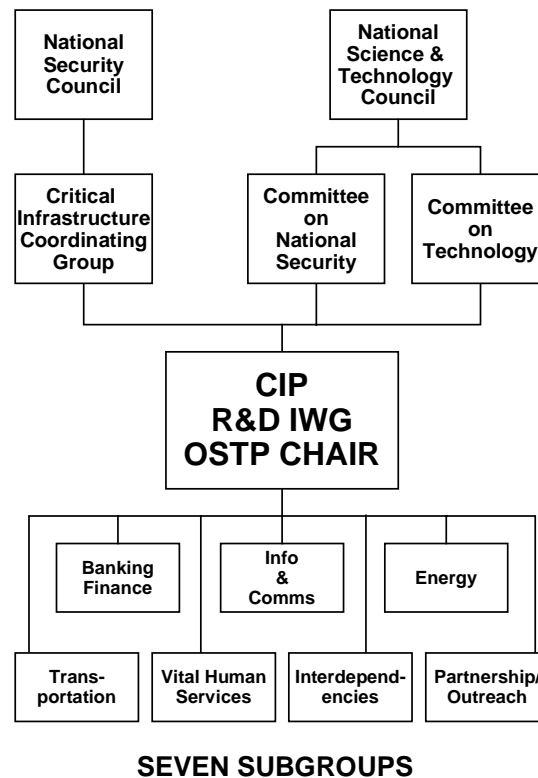 National
Security
Council
National
Science &
Technology
Council
Critical
Infrastructure
Coordinating
Group
Committee
on
National
Security
Committee
on
Technology
CIP
R&D IWG
OSTP CHAIR
Banking
Finance
Info
&
Comms
Energy
Trans-
portation
Vital Human
Services
Interdepend-
encies
Partnership/
Outreach
SEVEN SUBGROUPS